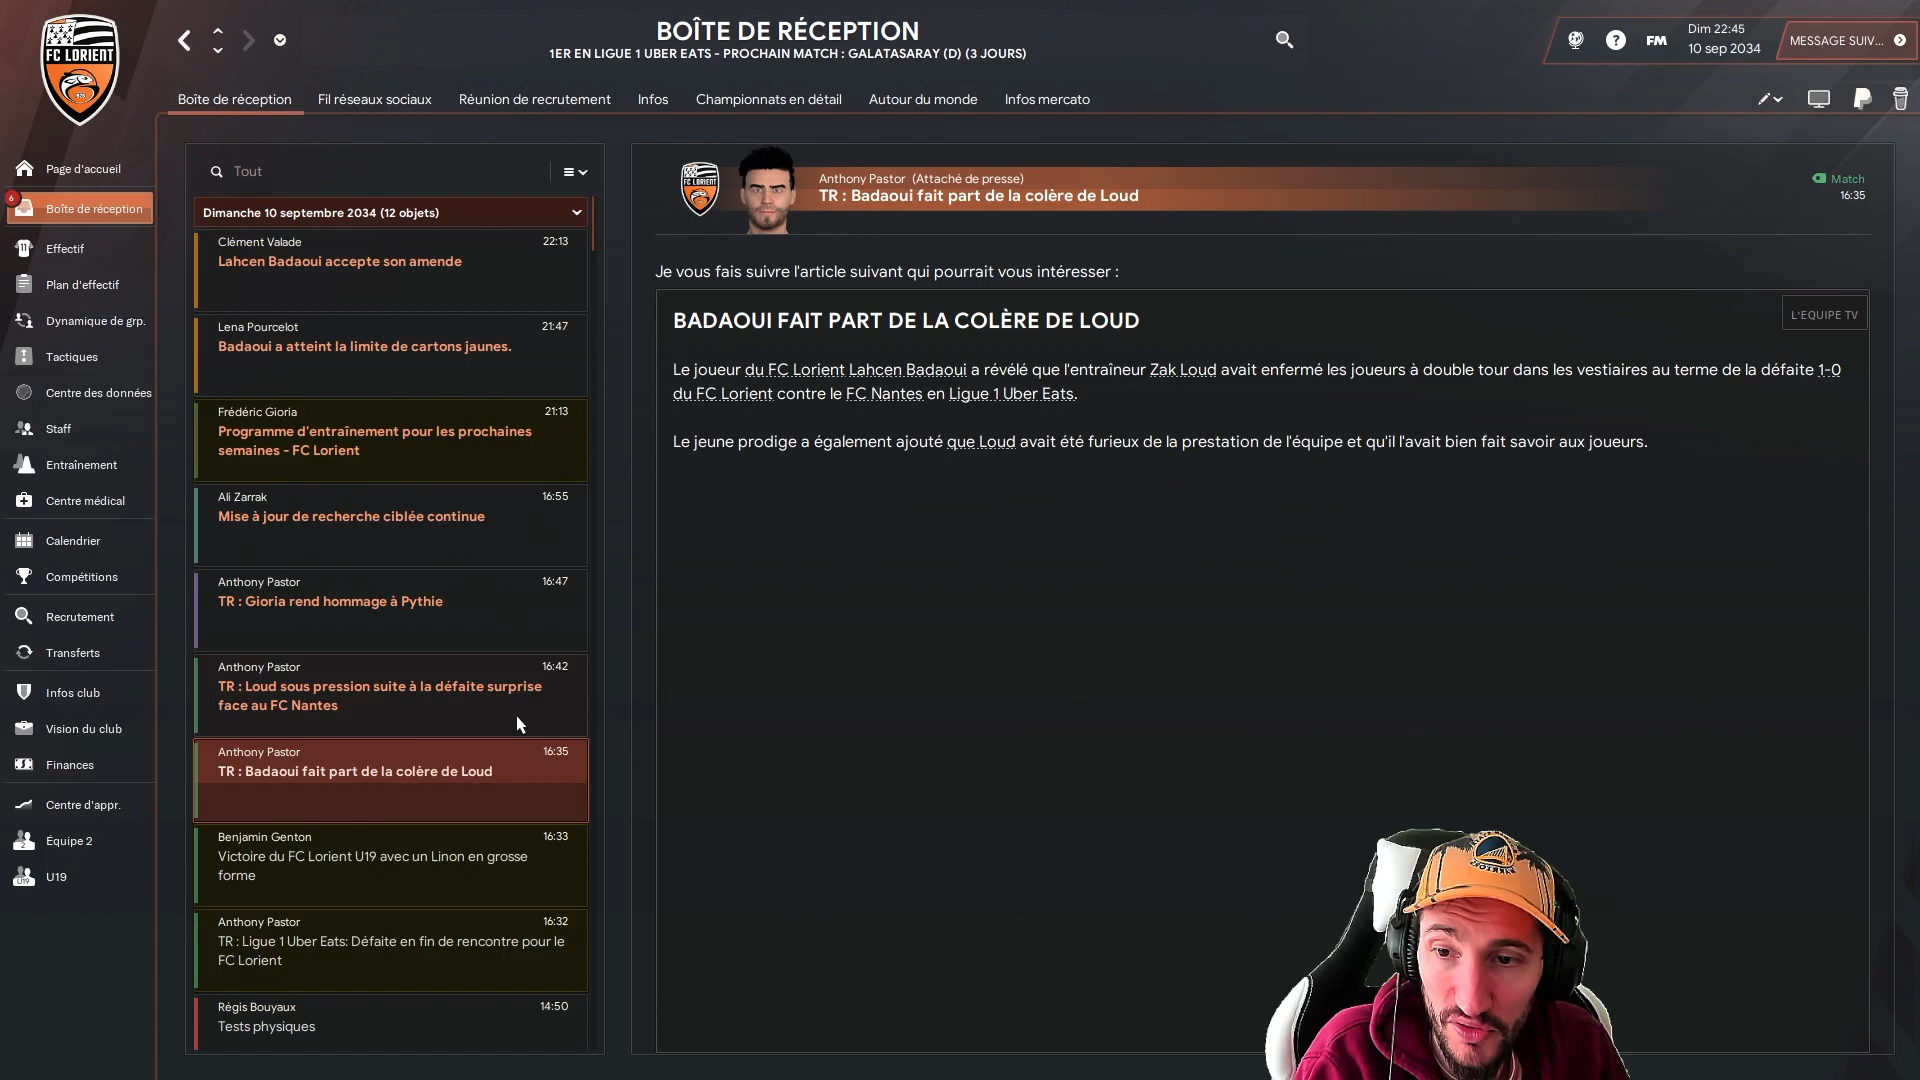 FC LORIENT
BOÎTE DE RÉCEPTION
1ER EN LIGUE 1 UBER EATS - PROCHAIN MATCH : GALATASARAY (D) (3 JOURS)
FM
Dim 22:45
10 sep 2034
MESSAGE SUIV...
Boîte de réception
Fil réseaux sociaux
Réunion de recrutement
Infos
Championnats en détail
Autour du monde
Infos mercato
Page d'accueil
6
Boîte de réception
Effectif
Plan d'effectif
Dynamique de grp.
Tactiques
Centre des données
Staff
Entraînement
Centre médical
Calendrier
Compétitions
Recrutement
Transferts
Infos club
Vision du club
Finances
Centre d'appr.
2
Équipe 2
U19
U19
Tout
Dimanche 10 septembre 2034 (12 objets)
Clément Valade 22:13
Lahcen Badaoui accepte son amende
Lena Pourcelot 21:47
Badaoui a atteint la limite de cartons jaunes.
Frédéric Gioria 21:13
Programme d'entraînement pour les prochaines
semaines - FC Lorient
Ali Zarrak 16:55
Mise à jour de recherche ciblée continue
Anthony Pastor 16:47
TR : Gioria rend hommage à Pythie
Anthony Pastor 16:42
TR : Loud sous pression suite à la défaite surprise
face au FC Nantes
Anthony Pastor 16:35
TR : Badaoui fait part de la colère de Loud
Benjamin Genton 16:33
Victoire du FC Lorient U19 avec un Linon en grosse
forme
Anthony Pastor 16:32
TR : Ligue 1 Uber Eats: Défaite en fin de rencontre pour le
FC Lorient
Régis Bouyaux 14:50
Tests physiques
FC LORIENT
Anthony Pastor (Attaché de presse)
TR : Badaoui fait part de la colère de Loud
Match
16:35
Je vous fais suivre l'article suivant qui pourrait vous intéresser :
BADAOUI FAIT PART DE LA COLÈRE DE LOUD
L'EQUIPE TV
Le joueur du FC Lorient Lahcen Badaoui a révélé que l'entraîneur Zak Loud avait enfermé les joueurs à double tour dans les vestiaires au terme de la défaite 1-0
du FC Lorient contre le FC Nantes en Ligue 1 Uber Eats.
Le jeune prodige a également ajouté que Loud avait été furieux de la prestation de l'équipe et qu'il l'avait bien fait savoir aux joueurs.